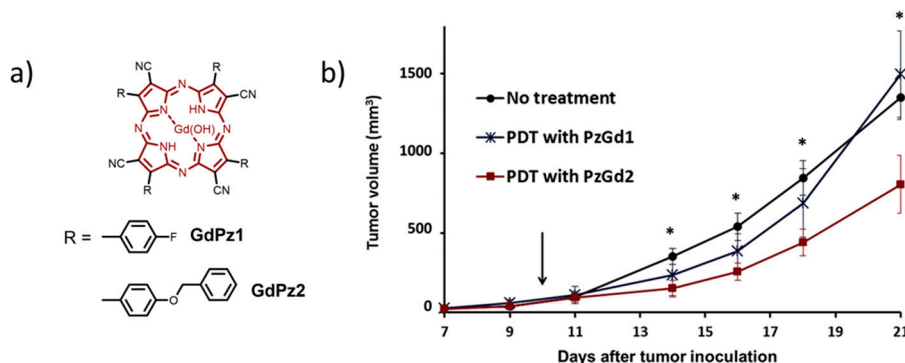 a)
CN
R
N
R
CN
N
HN
N
Gd(OH)
N
NH
N
NC
N
R
R
CN
R =
F
GdPz1
O
GdPz2
b)
Tumor volume (mm³)
1500
1000
500
0
No treatment
PDT with PzGd1
PDT with PzGd2
*
*
*
*
*
7
9
11
13
15
17
19
21
Days after tumor inoculation